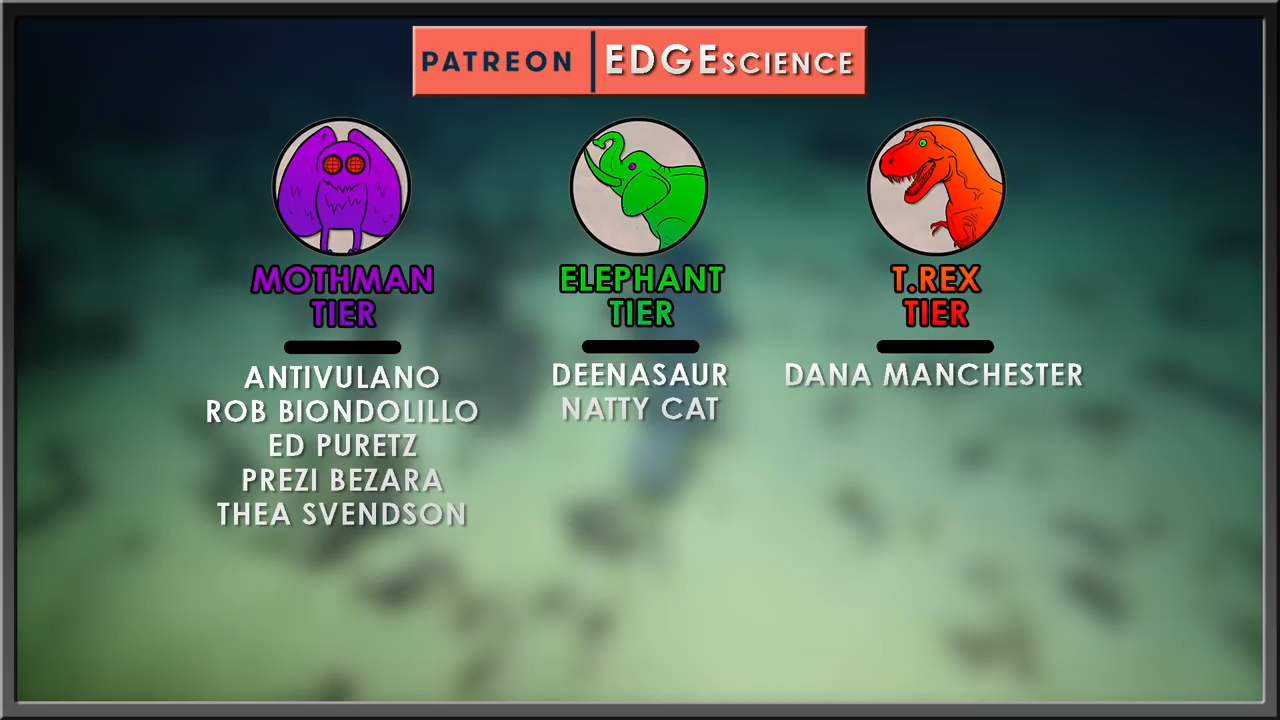 PATREON EDGESCIENCE
MOTHMAN
TIER
ANTIVULANO
ROB BIONDOLILLO
ED PURETZ
PREZI BEZARA
THEA SVENDSON
ELEPHANT
TIER
DEENASAUR
NATTY CAT
T.REX
TIER
DANA MANCHESTER